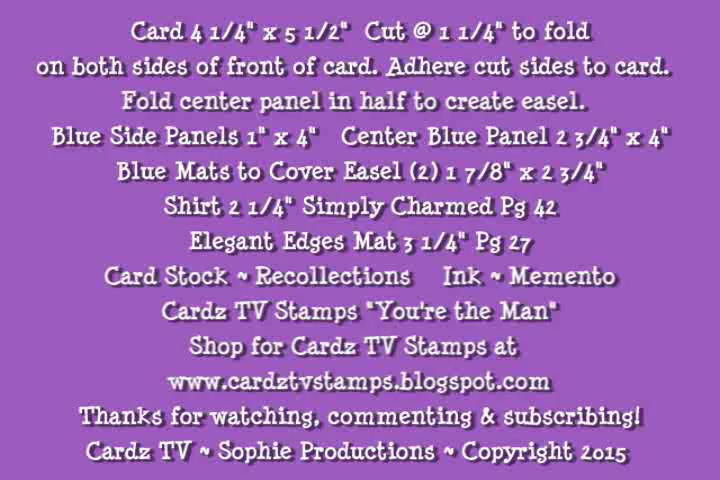 Card 4 1/4" x 5 1/2" Cut @ 1 1/4" to fold
on both sides of front of card. Adhere cut sides to card.
Fold center panel in half to create easel.
Blue Side Panels 1" x 4" Center Blue Panel 2 3/4" x 4"
Blue Mats to Cover Easel (2) 1 7/8" x 2 3/4"
Shirt 2 1/4" Simply Charmed Pg 42
Elegant Edges Mat 3 1/4" Pg 27
Card Stock ~ Recollections Ink ~ Memento
Cardz TV Stamps "You're the Man"
Shop for Cardz TV Stamps at
www.cardztvstamps.blogspot.com
Thanks for watching, commenting & subscribing!
Cardz TV ~ Sophie Productions ~ Copyright 2015